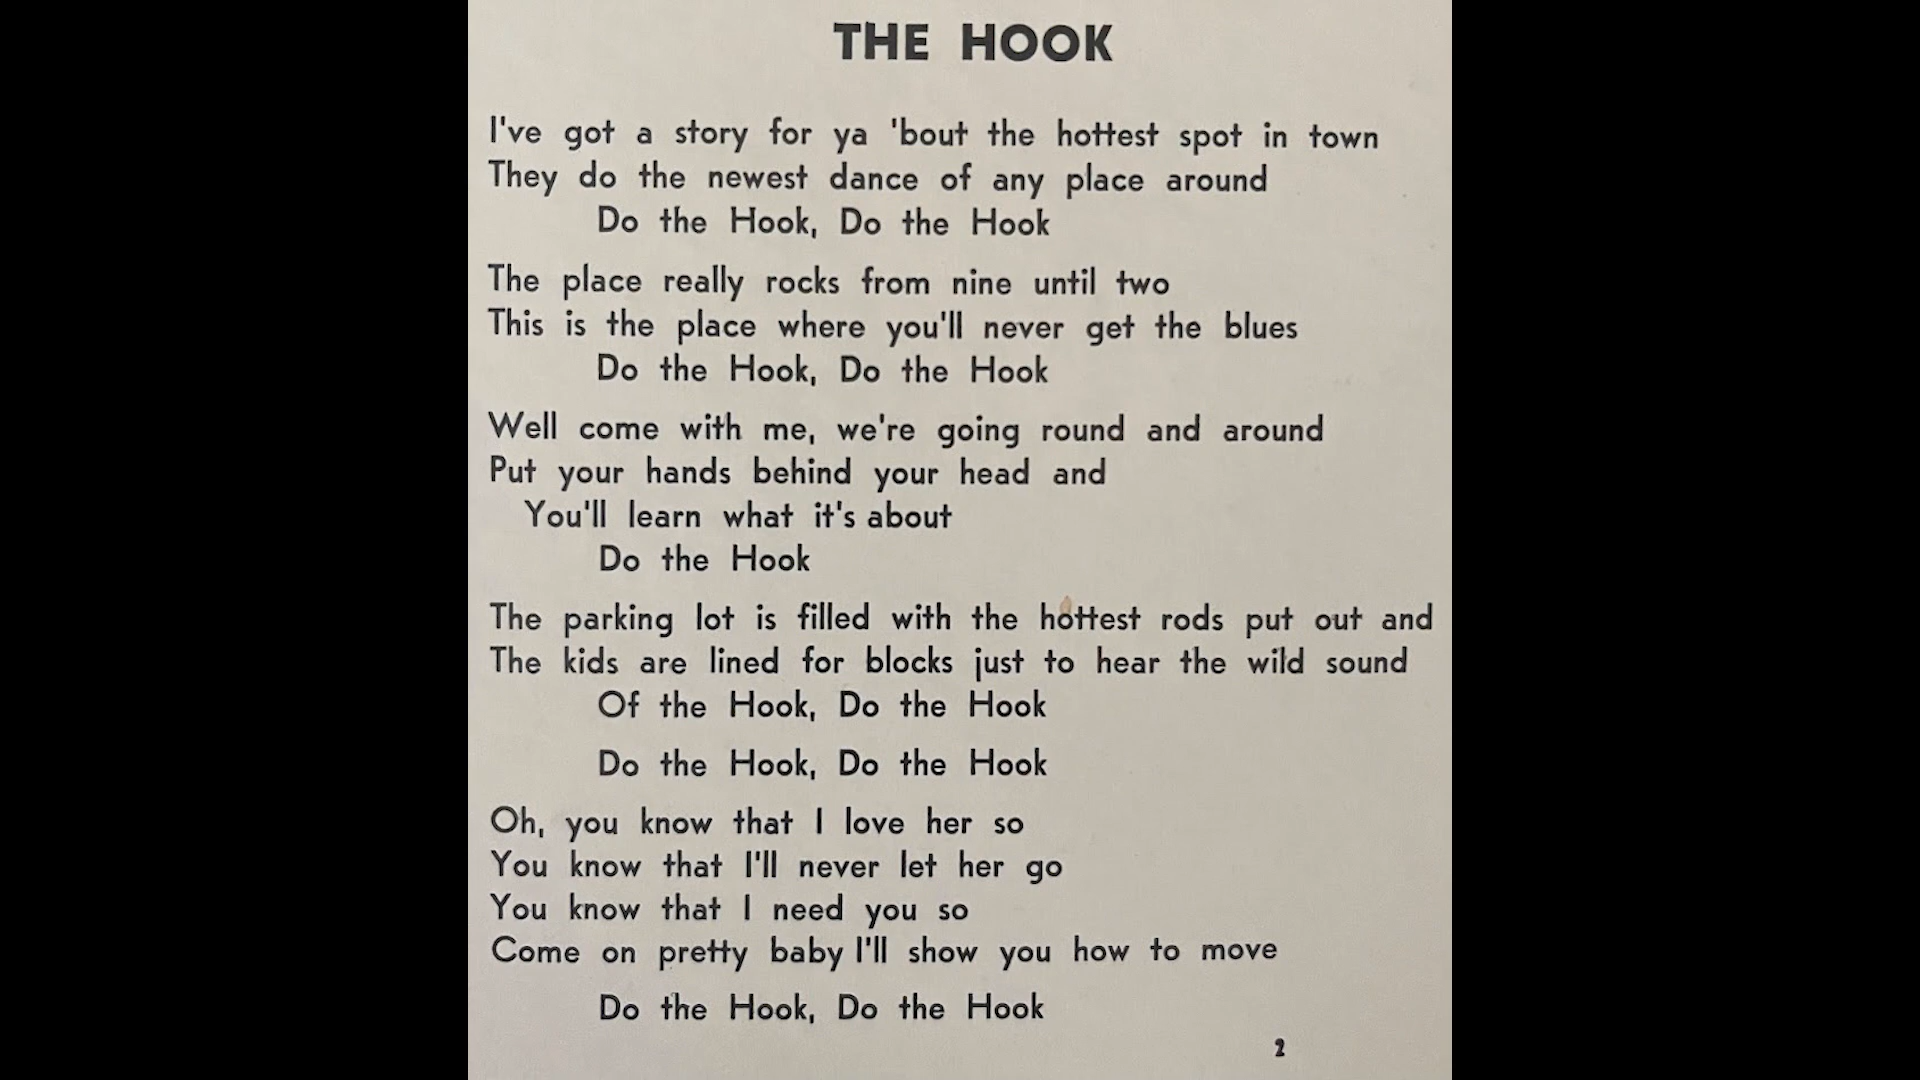 THE HOOK
I've got a story for ya 'bout the hottest spot in town
They do the newest dance of any place around
Do the Hook, Do the Hook
The place really rocks from nine until two
This is the place where you'll never get the blues
Do the Hook, Do the Hook
Well come with me, we're going round and around
Put your hands behind your head and
You'll learn what it's about
Do the Hook
The parking lot is filled with the hottest rods put out and
The kids are lined for blocks just to hear the wild sound
Of the Hook, Do the Hook
Do the Hook, Do the Hook
Oh, you know that I love her so
You know that I'll never let her go
You know that I need you so
Come on pretty baby I'll show you how to move
Do the Hook, Do the Hook
2